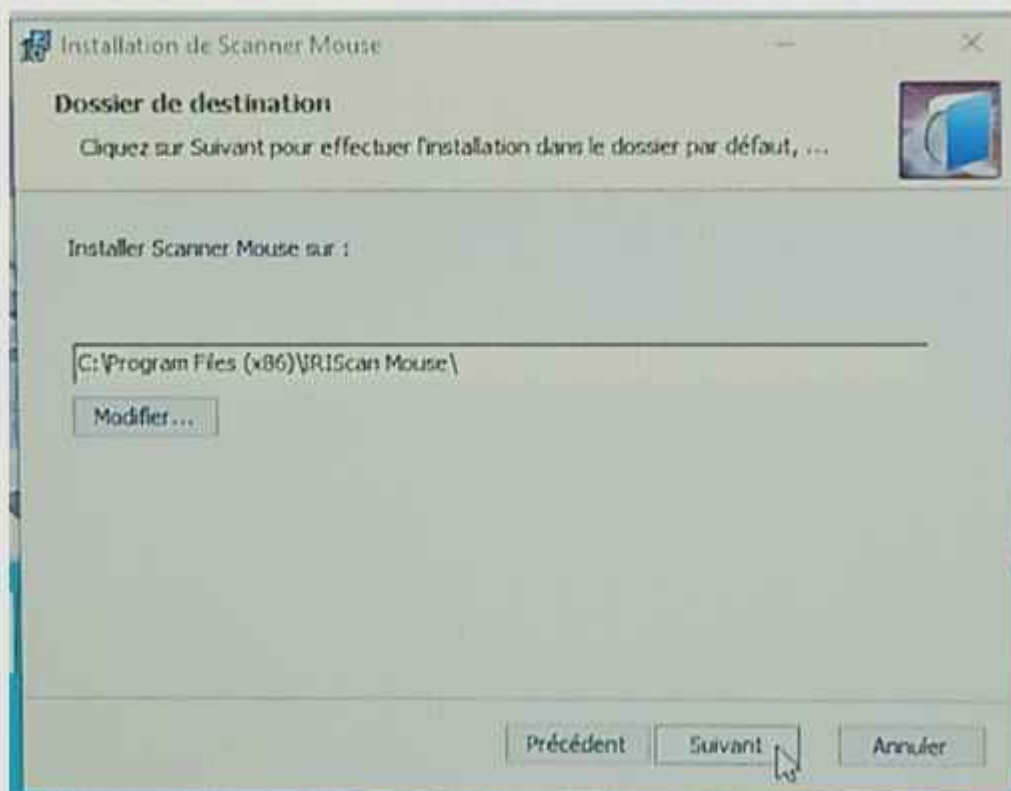 Installation de Scanner Mouse
Dossier de destination
Cliquez sur Suivant pour effectuer l'installation dans le dossier par défaut, ...
Installer Scanner Mouse sur :
C:\Program Files (x86)\IRIScan Mouse\
Modifier...
Précédent Suivant Annuler